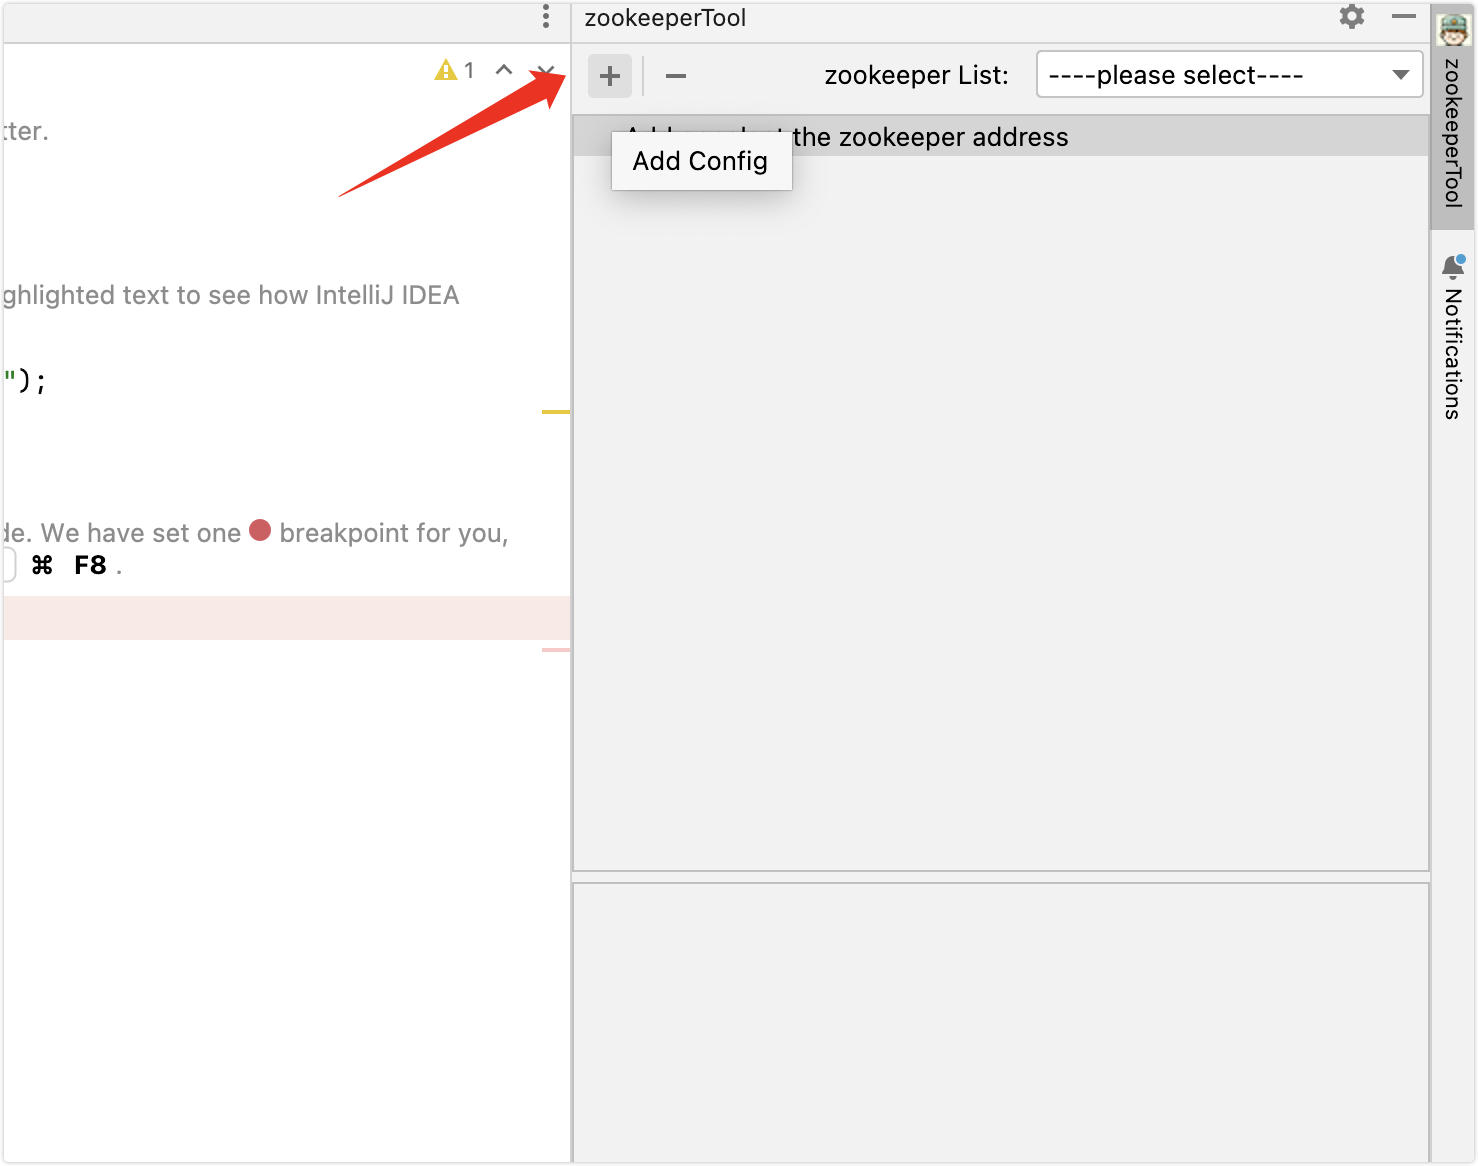 zookeeperTool
1
zookeeper List:
----please select----
the zookeeper address
Add Config
tter.
ghlighted text to see how IntelliJ IDEA
");
de. We have set one breakpoint for you,
⌘ F8 .
zookeeperTool
Notifications